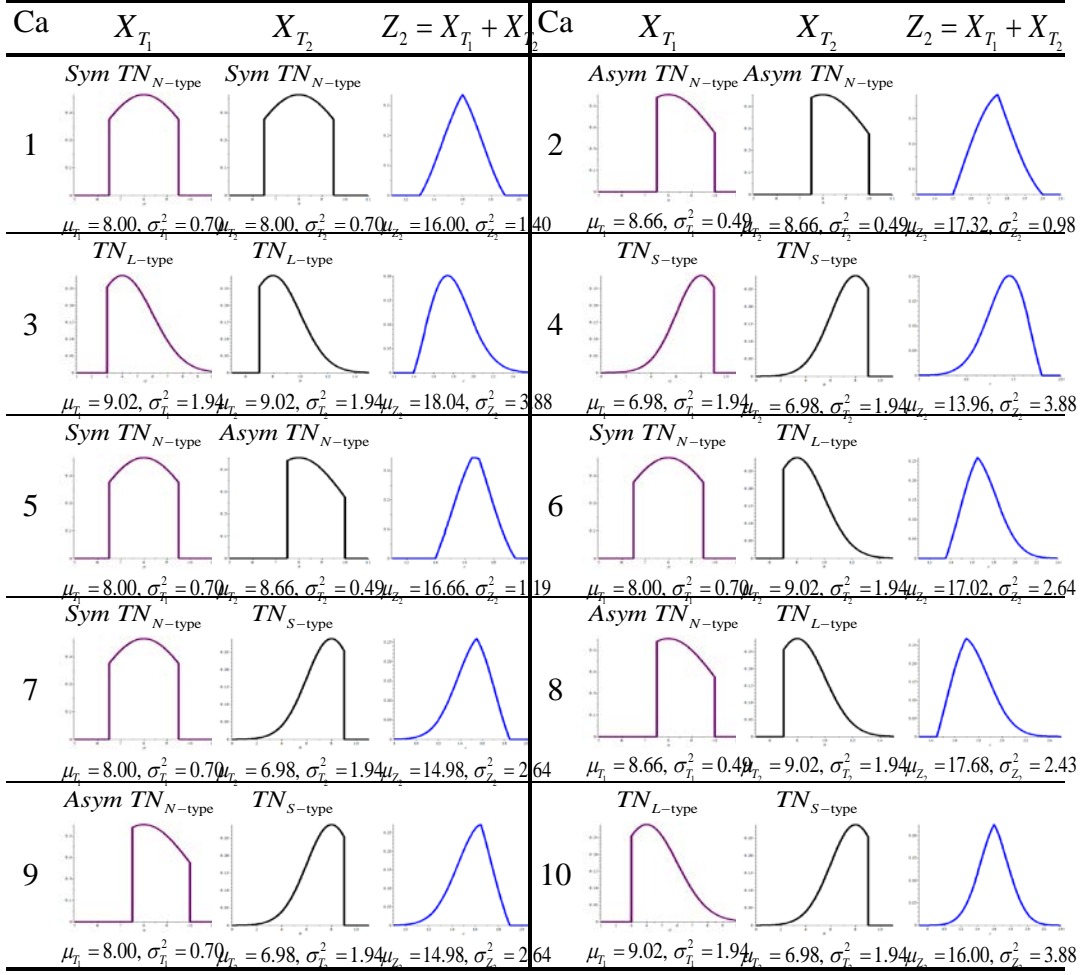 Ca X_{T_1} X_{T_2} Z_2 = X_{T_1} + X_{T_2} Ca X_{T_1} X_{T_2} Z_2 = X_{T_1} + X_{T_2}
Sym TN_{N-type} Sym TN_{N-type} Asym TN_{N-type} Asym TN_{N-type}
1 2
μ_{T_1} = 8.00, σ²_{T_1} = 0.70 μ_{T_2} = 8.00, σ²_{T_2} = 0.70 μ_{Z_2} = 16.00, σ²_{Z_2} = 1.40 μ_{T_1} = 8.66, σ²_{T_1} = 0.49 μ_{T_2} = 8.66, σ²_{T_2} = 0.49 μ_{Z_2} = 17.32, σ²_{Z_2} = 0.98
TN_{L-type} TN_{L-type} TN_{S-type} TN_{S-type}
3 4
μ_{T_1} = 9.02, σ²_{T_1} = 1.94 μ_{T_2} = 9.02, σ²_{T_2} = 1.94 μ_{Z_2} = 18.04, σ²_{Z_2} = 3.88 μ_{T_1} = 6.98, σ²_{T_1} = 1.94 μ_{T_2} = 6.98, σ²_{T_2} = 1.94 μ_{Z_2} = 13.96, σ²_{Z_2} = 3.88
Sym TN_{N-type} Asym TN_{N-type} Sym TN_{N-type} TN_{L-type}
5 6
μ_{T_1} = 8.00, σ²_{T_1} = 0.70 μ_{T_2} = 8.66, σ²_{T_2} = 0.49 μ_{Z_2} = 16.66, σ²_{Z_2} = 1.19 μ_{T_1} = 8.00, σ²_{T_1} = 0.70 μ_{T_2} = 9.02, σ²_{T_2} = 1.94 μ_{Z_2} = 17.02, σ²_{Z_2} = 2.64
Sym TN_{N-type} TN_{S-type} Asym TN_{N-type} TN_{L-type}
7 8
μ_{T_1} = 8.00, σ²_{T_1} = 0.70 μ_{T_2} = 6.98, σ²_{T_2} = 1.94 μ_{Z_2} = 14.98, σ²_{Z_2} = 2.64 μ_{T_1} = 8.66, σ²_{T_1} = 0.49 μ_{T_2} = 9.02, σ²_{T_2} = 1.94 μ_{Z_2} = 17.68, σ²_{Z_2} = 2.43
Asym TN_{N-type} TN_{S-type} TN_{L-type} TN_{S-type}
9 10
μ_{T_1} = 8.00, σ²_{T_1} = 0.70 μ_{T_2} = 6.98, σ²_{T_2} = 1.94 μ_{Z_2} = 14.98, σ²_{Z_2} = 2.64 μ_{T_1} = 9.02, σ²_{T_1} = 1.94 μ_{T_2} = 6.98, σ²_{T_2} = 1.94 μ_{Z_2} = 16.00, σ²_{Z_2} = 3.88